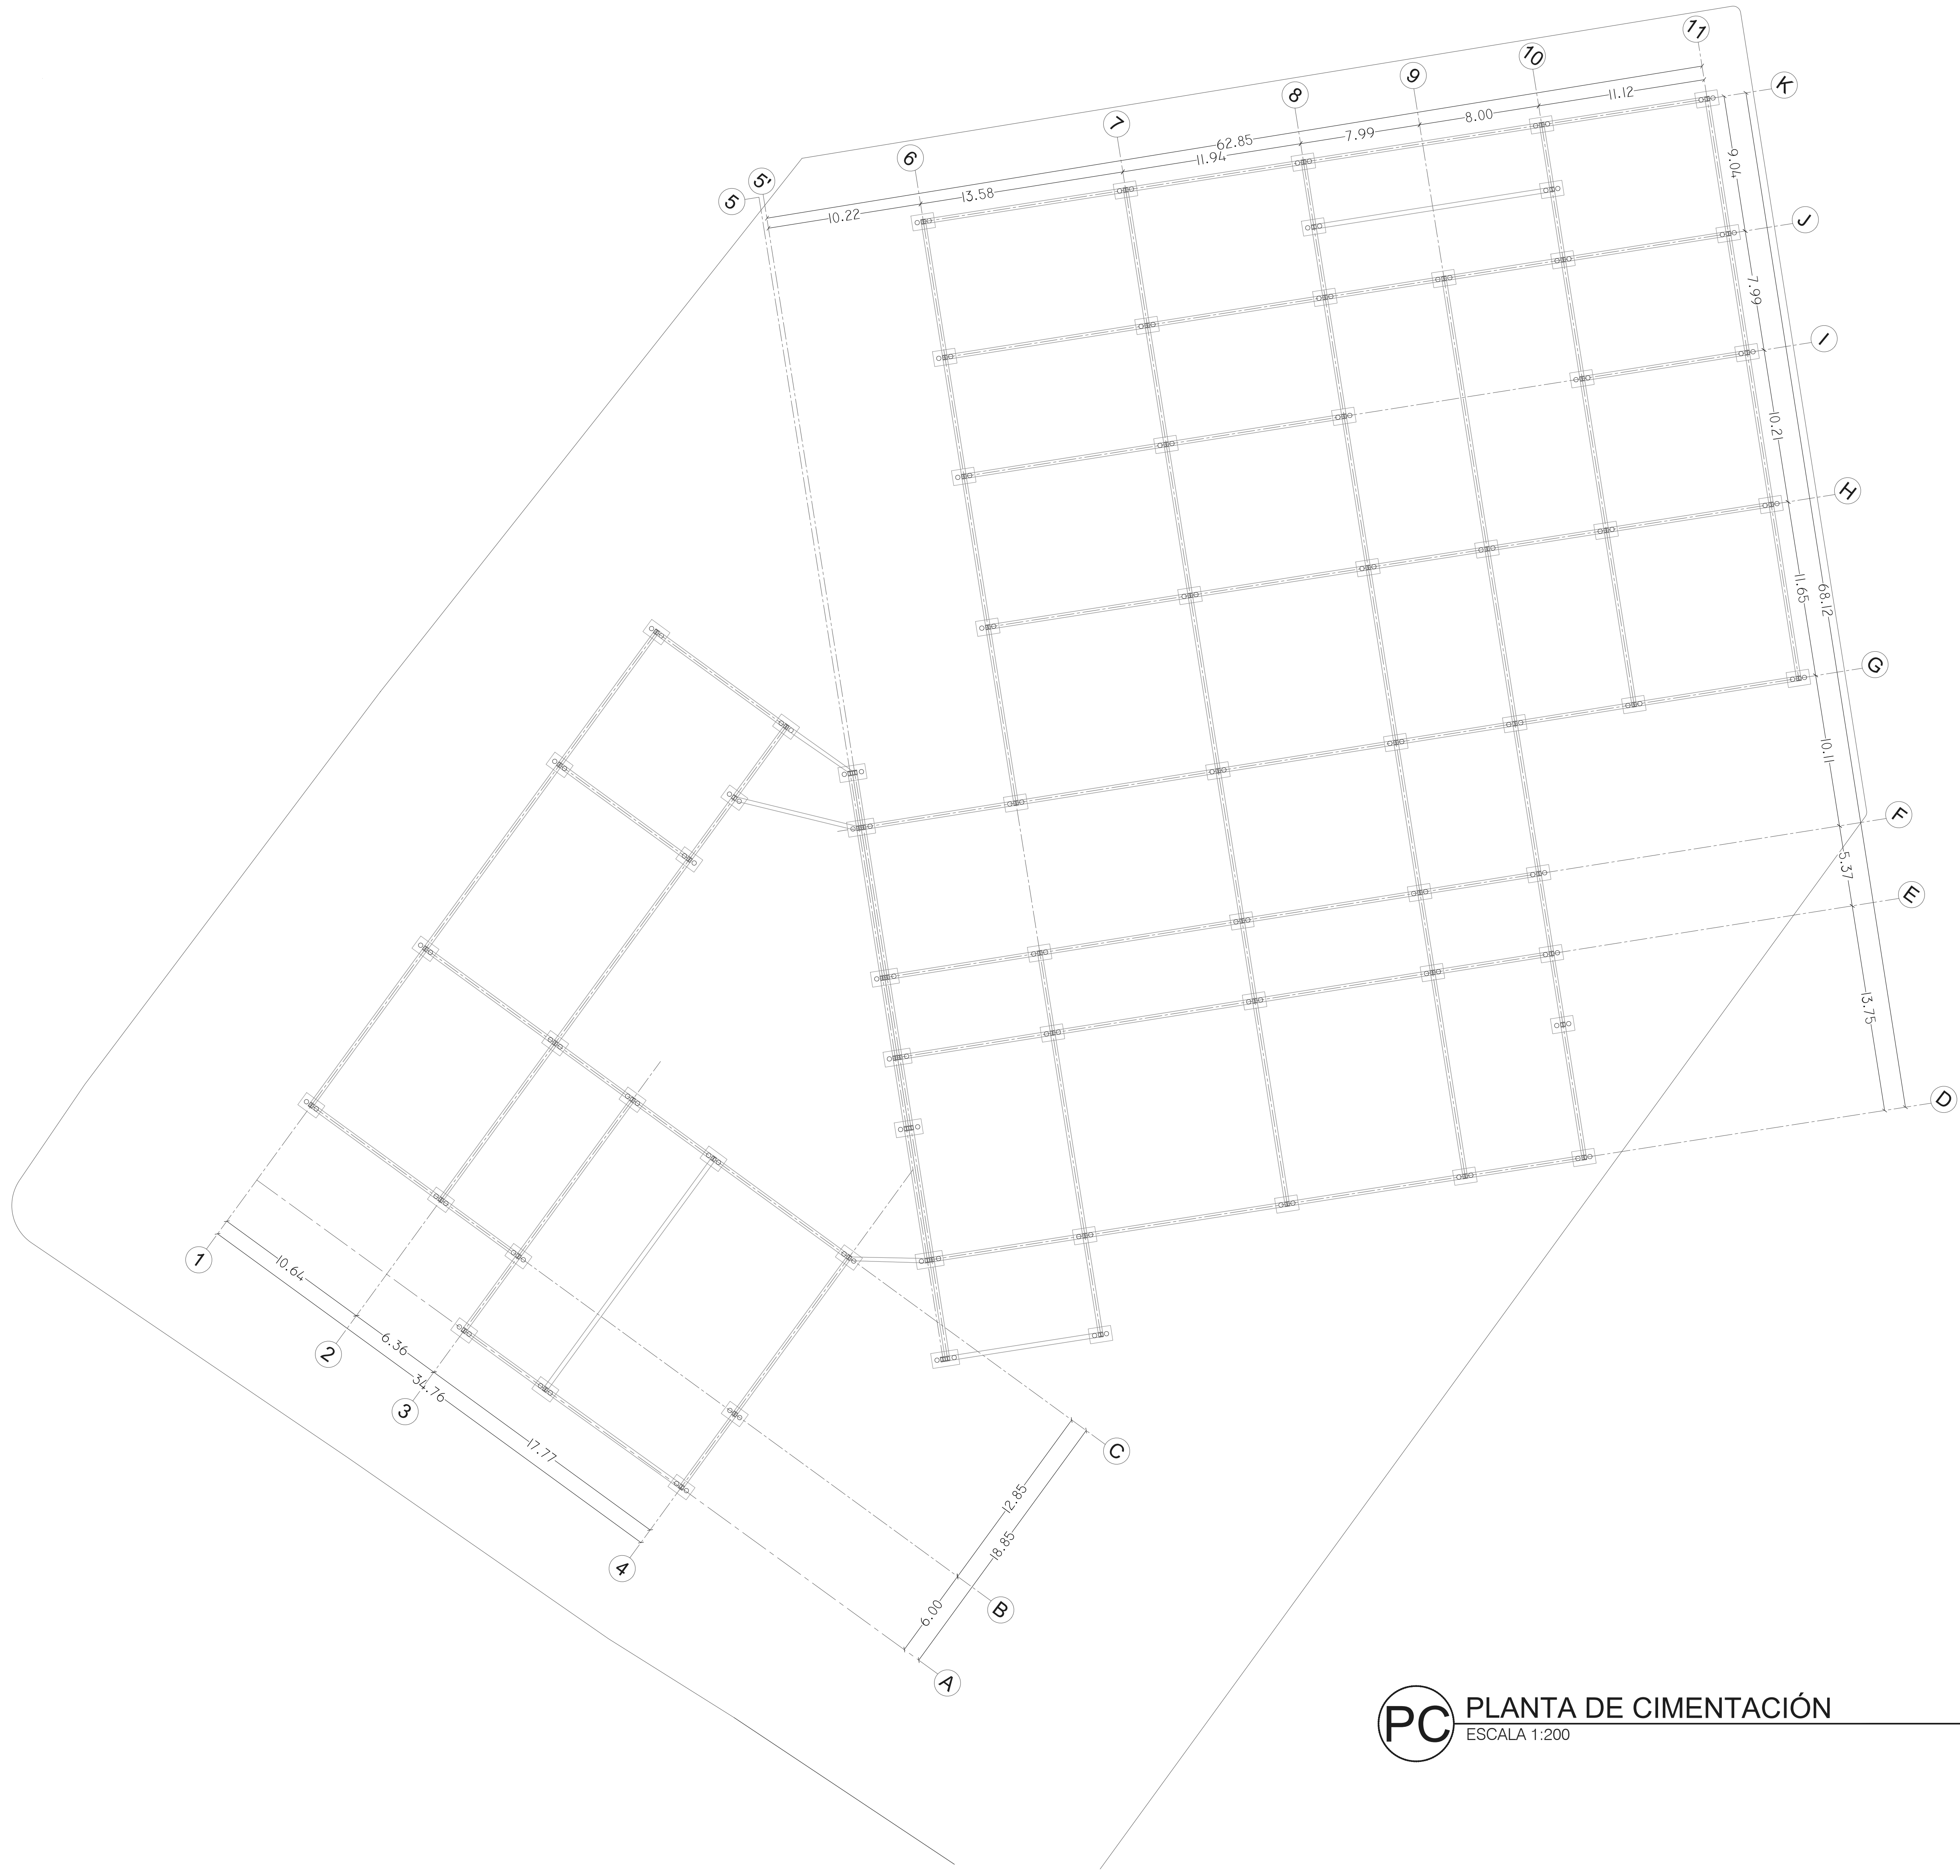 11
10
9
8
7
6
5'
5
K
J
I
H
G
F
E
D
62.85
10.22
13.58
11.94
7.99
8.00
11.12
9.04
7.99
10.21
11.65
68.12
10.11
5.37
13.75
1
2
3
4
10.64
6.36
34.76
17.77
C
B
A
12.85
18.85
6.00
PC
PLANTA DE CIMENTACIÓN
ESCALA 1:200